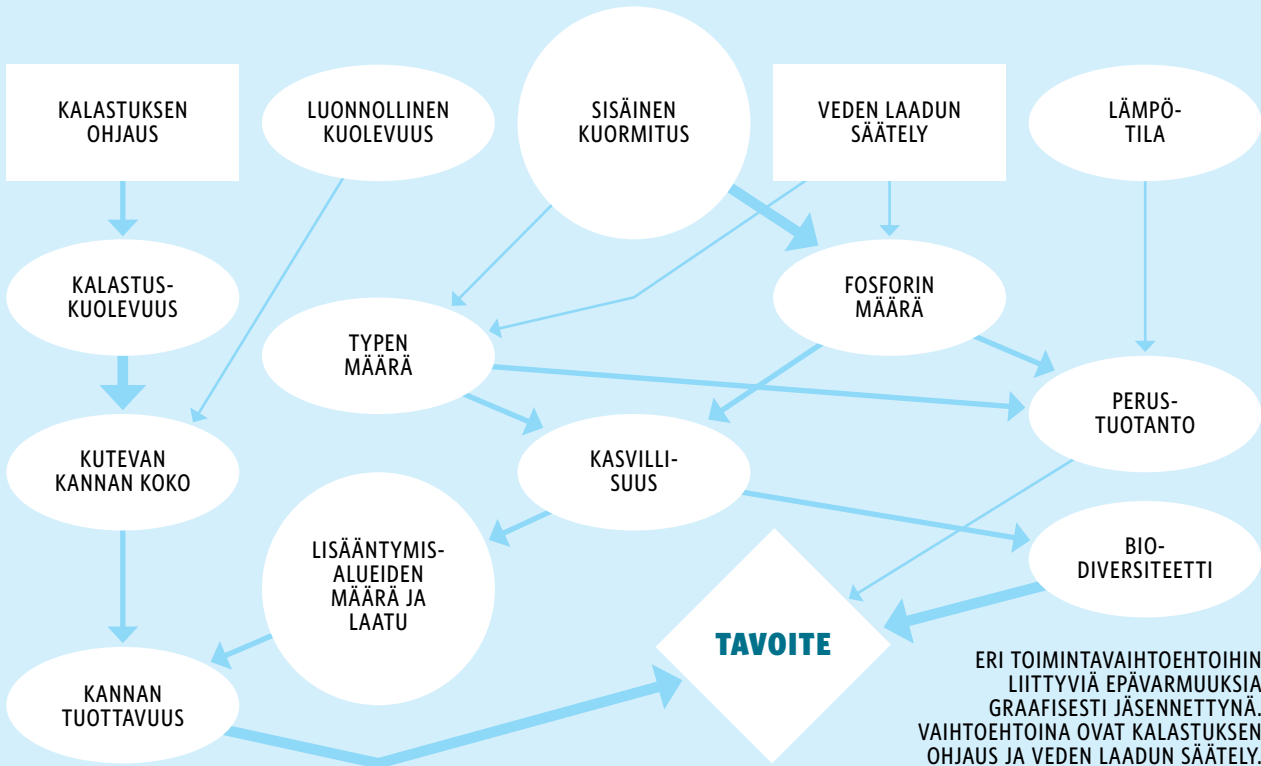 KALASTUKSEN
OHJAUS
LUONNOLLINEN
KUOLEVUUS
SISÄINEN
KUORMITUS
VEDEN LAADUN
SÄÄTELY
LÄMPÖ-
TILA
KALASTUS-
KUOLEVUUS
FOSFORIN
MÄÄRÄ
TYPEN
MÄÄRÄ
PERUS-
TUOTANTO
KUTEVAN
KANNAN KOKO
KASVILLI-
SUUS
LISÄÄNTYMIS-
ALUEIDEN
MÄÄRÄ JA
LAATU
BIO-
DIVERSITEETTI
TAVOITE
KANNAN
TUOTTAVUUS
ERI TOIMINTAVAIHTOEHTOIHIN
LIITTYVIÄ EPÄVARMUUKSIA
GRAAFISESTI JÄSENNETTYNÄ.
VAIHTOEHTOINA OVAT KALASTUKSEN
OHJAUS JA VEDEN LAADUN SÄÄTELY.